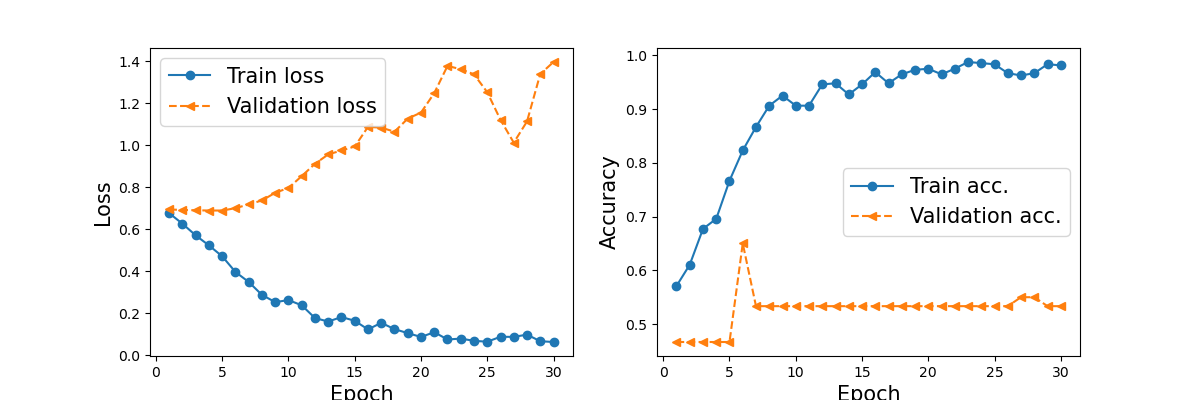 1.4
1.2
1.0
0.8
0.6
0.4
0.2
0.0
Loss
Train loss
Validation loss
0 5 10 15 20 25 30
Epoch
1.0
0.9
0.8
0.7
0.6
0.5
Accuracy
Train acc.
Validation acc.
0 5 10 15 20 25 30
Epoch